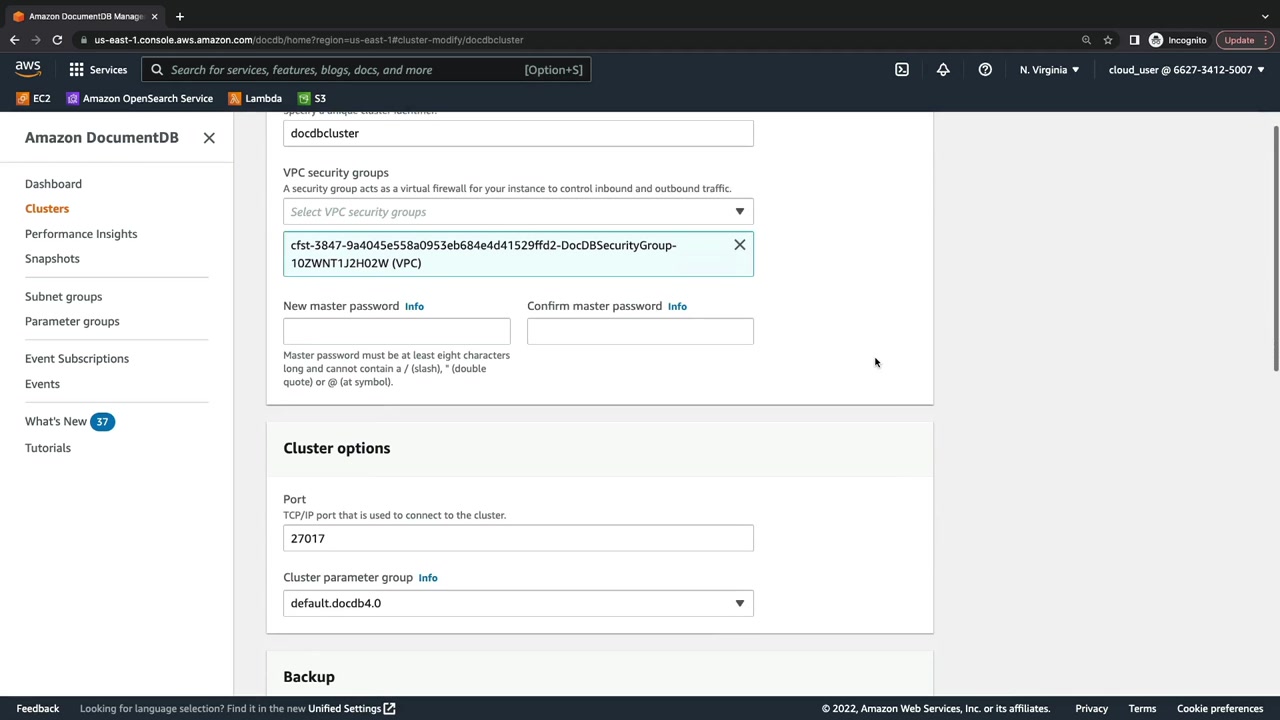 Amazon DocumentDB Manage
us-east-1.console.aws.amazon.com/docdb/home?region=us-east-1#cluster-modify/docdbcluster
Incognito
Update
aws
Services
Search for services, features, blogs, docs, and more
[Option+S]
N. Virginia
cloud_user @ 6627-3412-5007
EC2
Amazon OpenSearch Service
Lambda
S3
Amazon DocumentDB
Dashboard
Clusters
Performance Insights
Snapshots
Subnet groups
Parameter groups
Event Subscriptions
Events
What's New 37
Tutorials
Specify a unique cluster identifier.
docdbcluster
VPC security groups
A security group acts as a virtual firewall for your instance to control inbound and outbound traffic.
Select VPC security groups
cfst-3847-9a4045e558a0953eb684e4d41529ffd2-DocDBSecurityGroup-
10ZWNT1J2H02W (VPC)
New master password Info
Confirm master password Info
Master password must be at least eight characters
long and cannot contain a / (slash), " (double
quote) or @ (at symbol).
Cluster options
Port
TCP/IP port that is used to connect to the cluster.
27017
Cluster parameter group Info
default.docdb4.0
Backup
Feedback
Looking for language selection? Find it in the new Unified Settings
© 2022, Amazon Web Services, Inc. or its affiliates.
Privacy
Terms
Cookie preferences